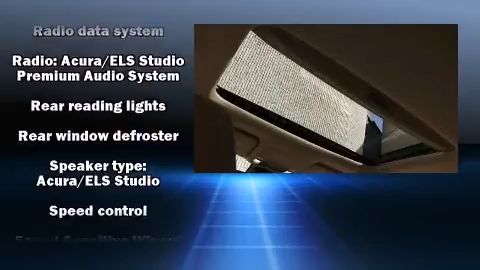 Radio data system
Radio: Acura/ELS Studio
Premium Audio System
Rear reading lights
Rear window defroster
Speaker type:
Acura/ELS Studio
Speed control